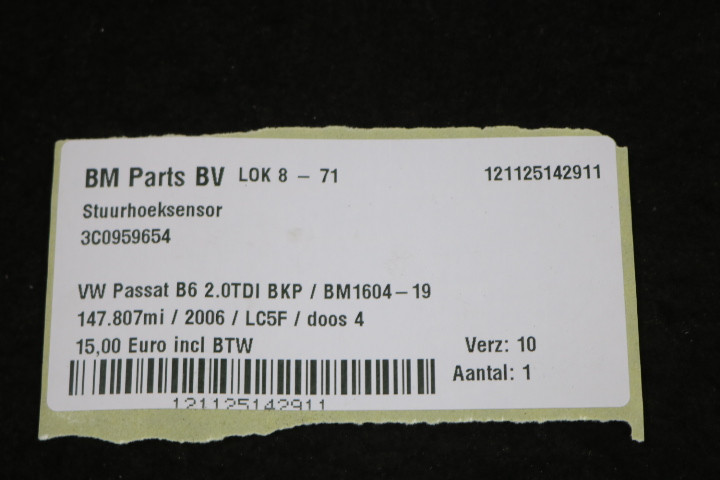 BM Parts BV LOK 8 - 71 121125142911
Stuurhoeksensor
3C0959654
VW Passat B6 2.0TDI BKP / BM1604-19
147.807mi / 2006 / LC5F / doos 4
15,00 Euro incl BTW Verz: 10
Aantal: 1
121125142911